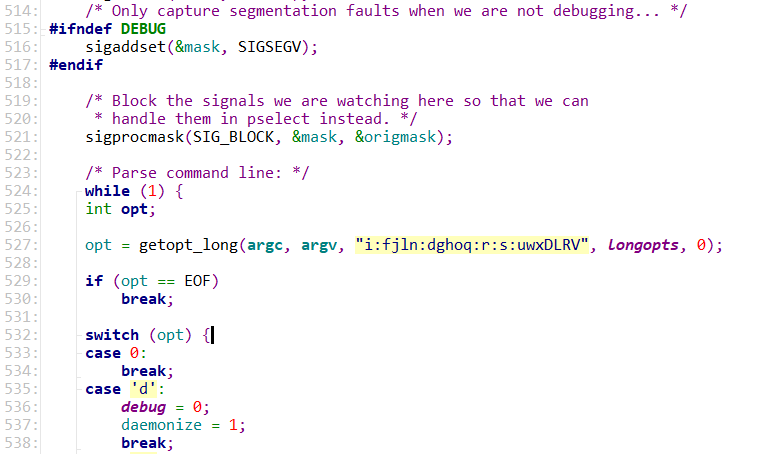 514:     /* Only capture segmentation faults when we are not debugging... */
515: #ifndef DEBUG
516:     sigaddset(&mask, SIGSEGV);
517: #endif
518:
519:     /* Block the signals we are watching here so that we can
520:      * handle them in pselect instead. */
521:     sigprocmask(SIG_BLOCK, &mask, &origmask);
522:
523:     /* Parse command line: */
524:     while (1) {
525:     int opt;
526:
527:     opt = getopt_long(argc, argv, "i:fjln:dghoq:r:s:uwxDLRV", longopts, 0);
528:
529:     if (opt == EOF)
530:         break;
531:
532:     switch (opt) {
533:     case 0:
534:         break;
535:     case 'd':
536:         debug = 0;
537:         daemonize = 1;
538:         break;